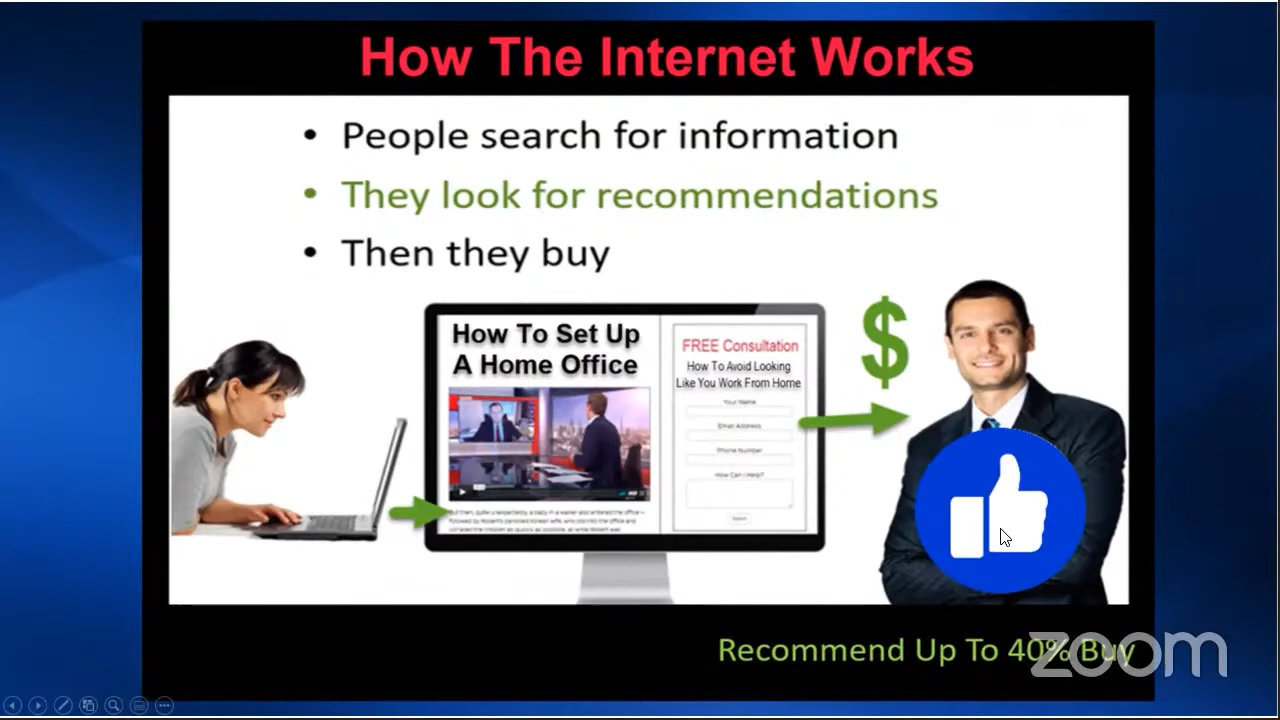 How The Internet Works
• People search for information
• They look for recommendations
• Then they buy
How To Set Up
A Home Office
FREE Consultation
How To Avoid Looking
Like You Work From Home
Your Name
Email Address
Phone Number
How Can I Help?
Submit
$
Recommend Up To 40% Buy
zoom